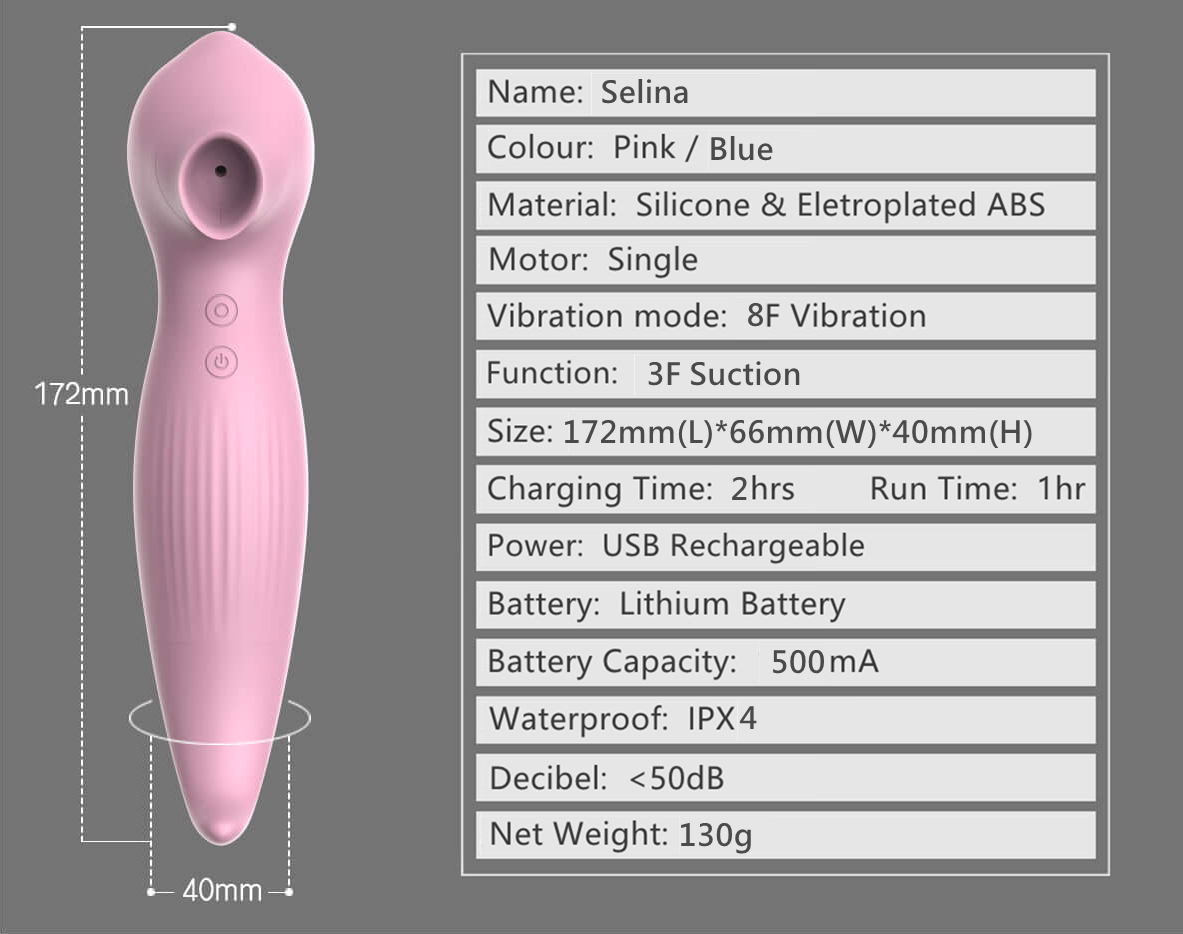 Name: Selina
Colour: Pink / Blue
Material: Silicone & Eletroplated ABS
Motor: Single
Vibration mode: 8F Vibration
Function: 3F Suction
172mm
Size: 172mm(L)*66mm(W)*40mm(H)
Charging Time: 2hrs Run Time: 1hr
Power: USB Rechargeable
Battery: Lithium Battery
Battery Capacity: 500mA
Waterproof: IPX4
Decibel: <50dB
Net Weight: 130g
40mm